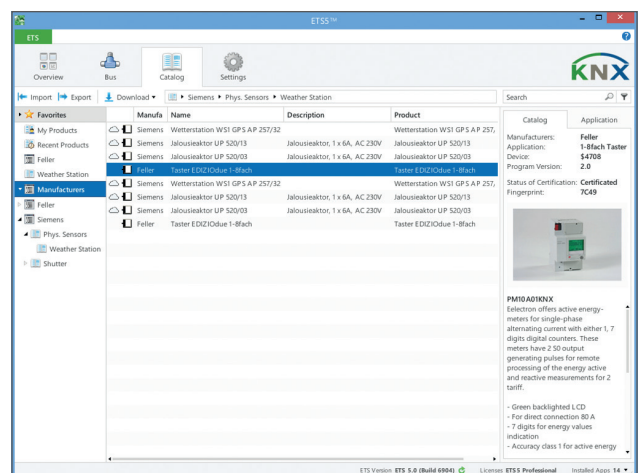 ETS5™
ETS
Overview
Bus
Catalog
Settings
KNX
Import Export Download Siemens Phys. Sensors Weather Station
Search
Favorites
My Products
Recent Products
Feller
Weather Station
Manufacturers
Feller
Siemens
Phys. Sensors
Weather Station
Shutter
Manufa Name Description Product
Siemens Wetterstation WS1 GPS A P 257/32 Wetterstation WS1 GPS A P 257,
Siemens Jalousieaktor UP 520/13 Jalousieaktor, 1 x 6A, AC 230V Jalousieaktor UP 520/13
Siemens Jalousieaktor UP 520/03 Jalousieaktor, 1 x 6A, AC 230V Jalousieaktor UP 520/03
Feller Taster EDIZIOdue 1-8fach Taster EDIZIOdue 1-8fach
Siemens Wetterstation WS1 GPS A P 257/32 Wetterstation WS1 GPS A P 257,
Siemens Jalousieaktor UP 520/13 Jalousieaktor, 1 x 6A, AC 230V Jalousieaktor UP 520/13
Siemens Jalousieaktor UP 520/03 Jalousieaktor, 1 x 6A, AC 230V Jalousieaktor UP 520/03
Feller Taster EDIZIOdue 1-8fach Taster EDIZIOdue 1-8fach
Catalog Application
Manufacturers: Feller
Application: 1-8fach Taster
Device: $4708
Program Version: 2.0
Status of Certification: Certificated
Fingerprint: 7C49
PM10A01KNX
Eelectron offers active energy-
meters for single-phase
alternating current with either 1, 7
digits digital counters. These
meters have 2 S0 output
generating pulses for remote
processing of the energy active
and reactive measurements for 2
tariff.
- Green backlighted LCD
- For direct connection 80 A
- 7 digits for energy values
indication
- Accuracy class 1 for active energy
ETS Version ETS 5.0 (Build 6904) Licenses ETS5 Professional Installed Apps 14